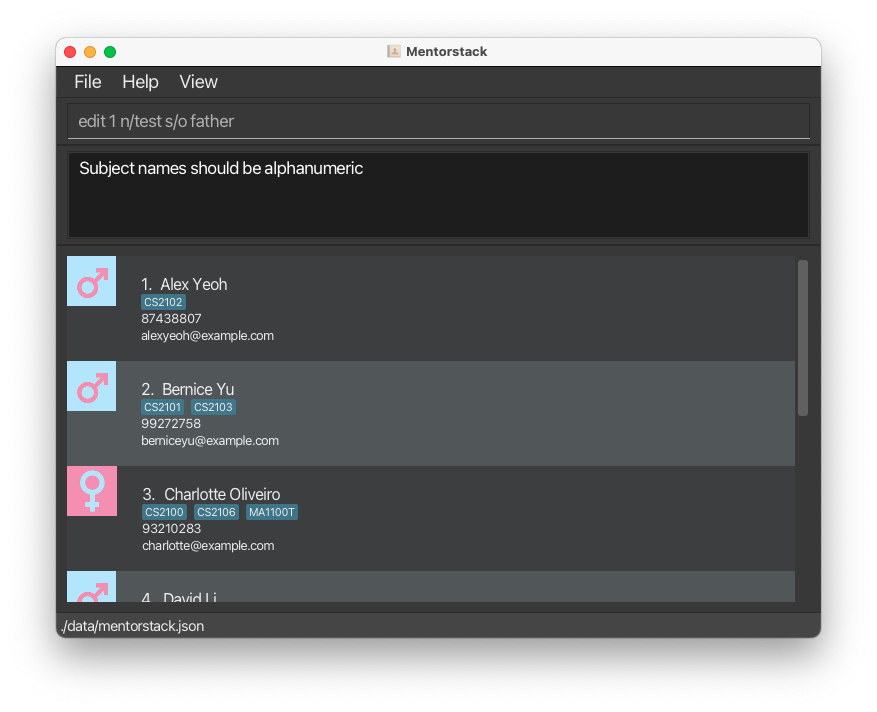 Mentorstack
File Help View
edit 1 n/test s/o father
Subject names should be alphanumeric
1. Alex Yeoh
CS2102
87438807
alexyeoh@example.com
2. Bernice Yu
CS2101 CS2103
99272758
berniceyu@example.com
3. Charlotte Oliveiro
CS2100 CS2106 MA1100T
93210283
charlotte@example.com
4. David Li
./data/mentorstack.json